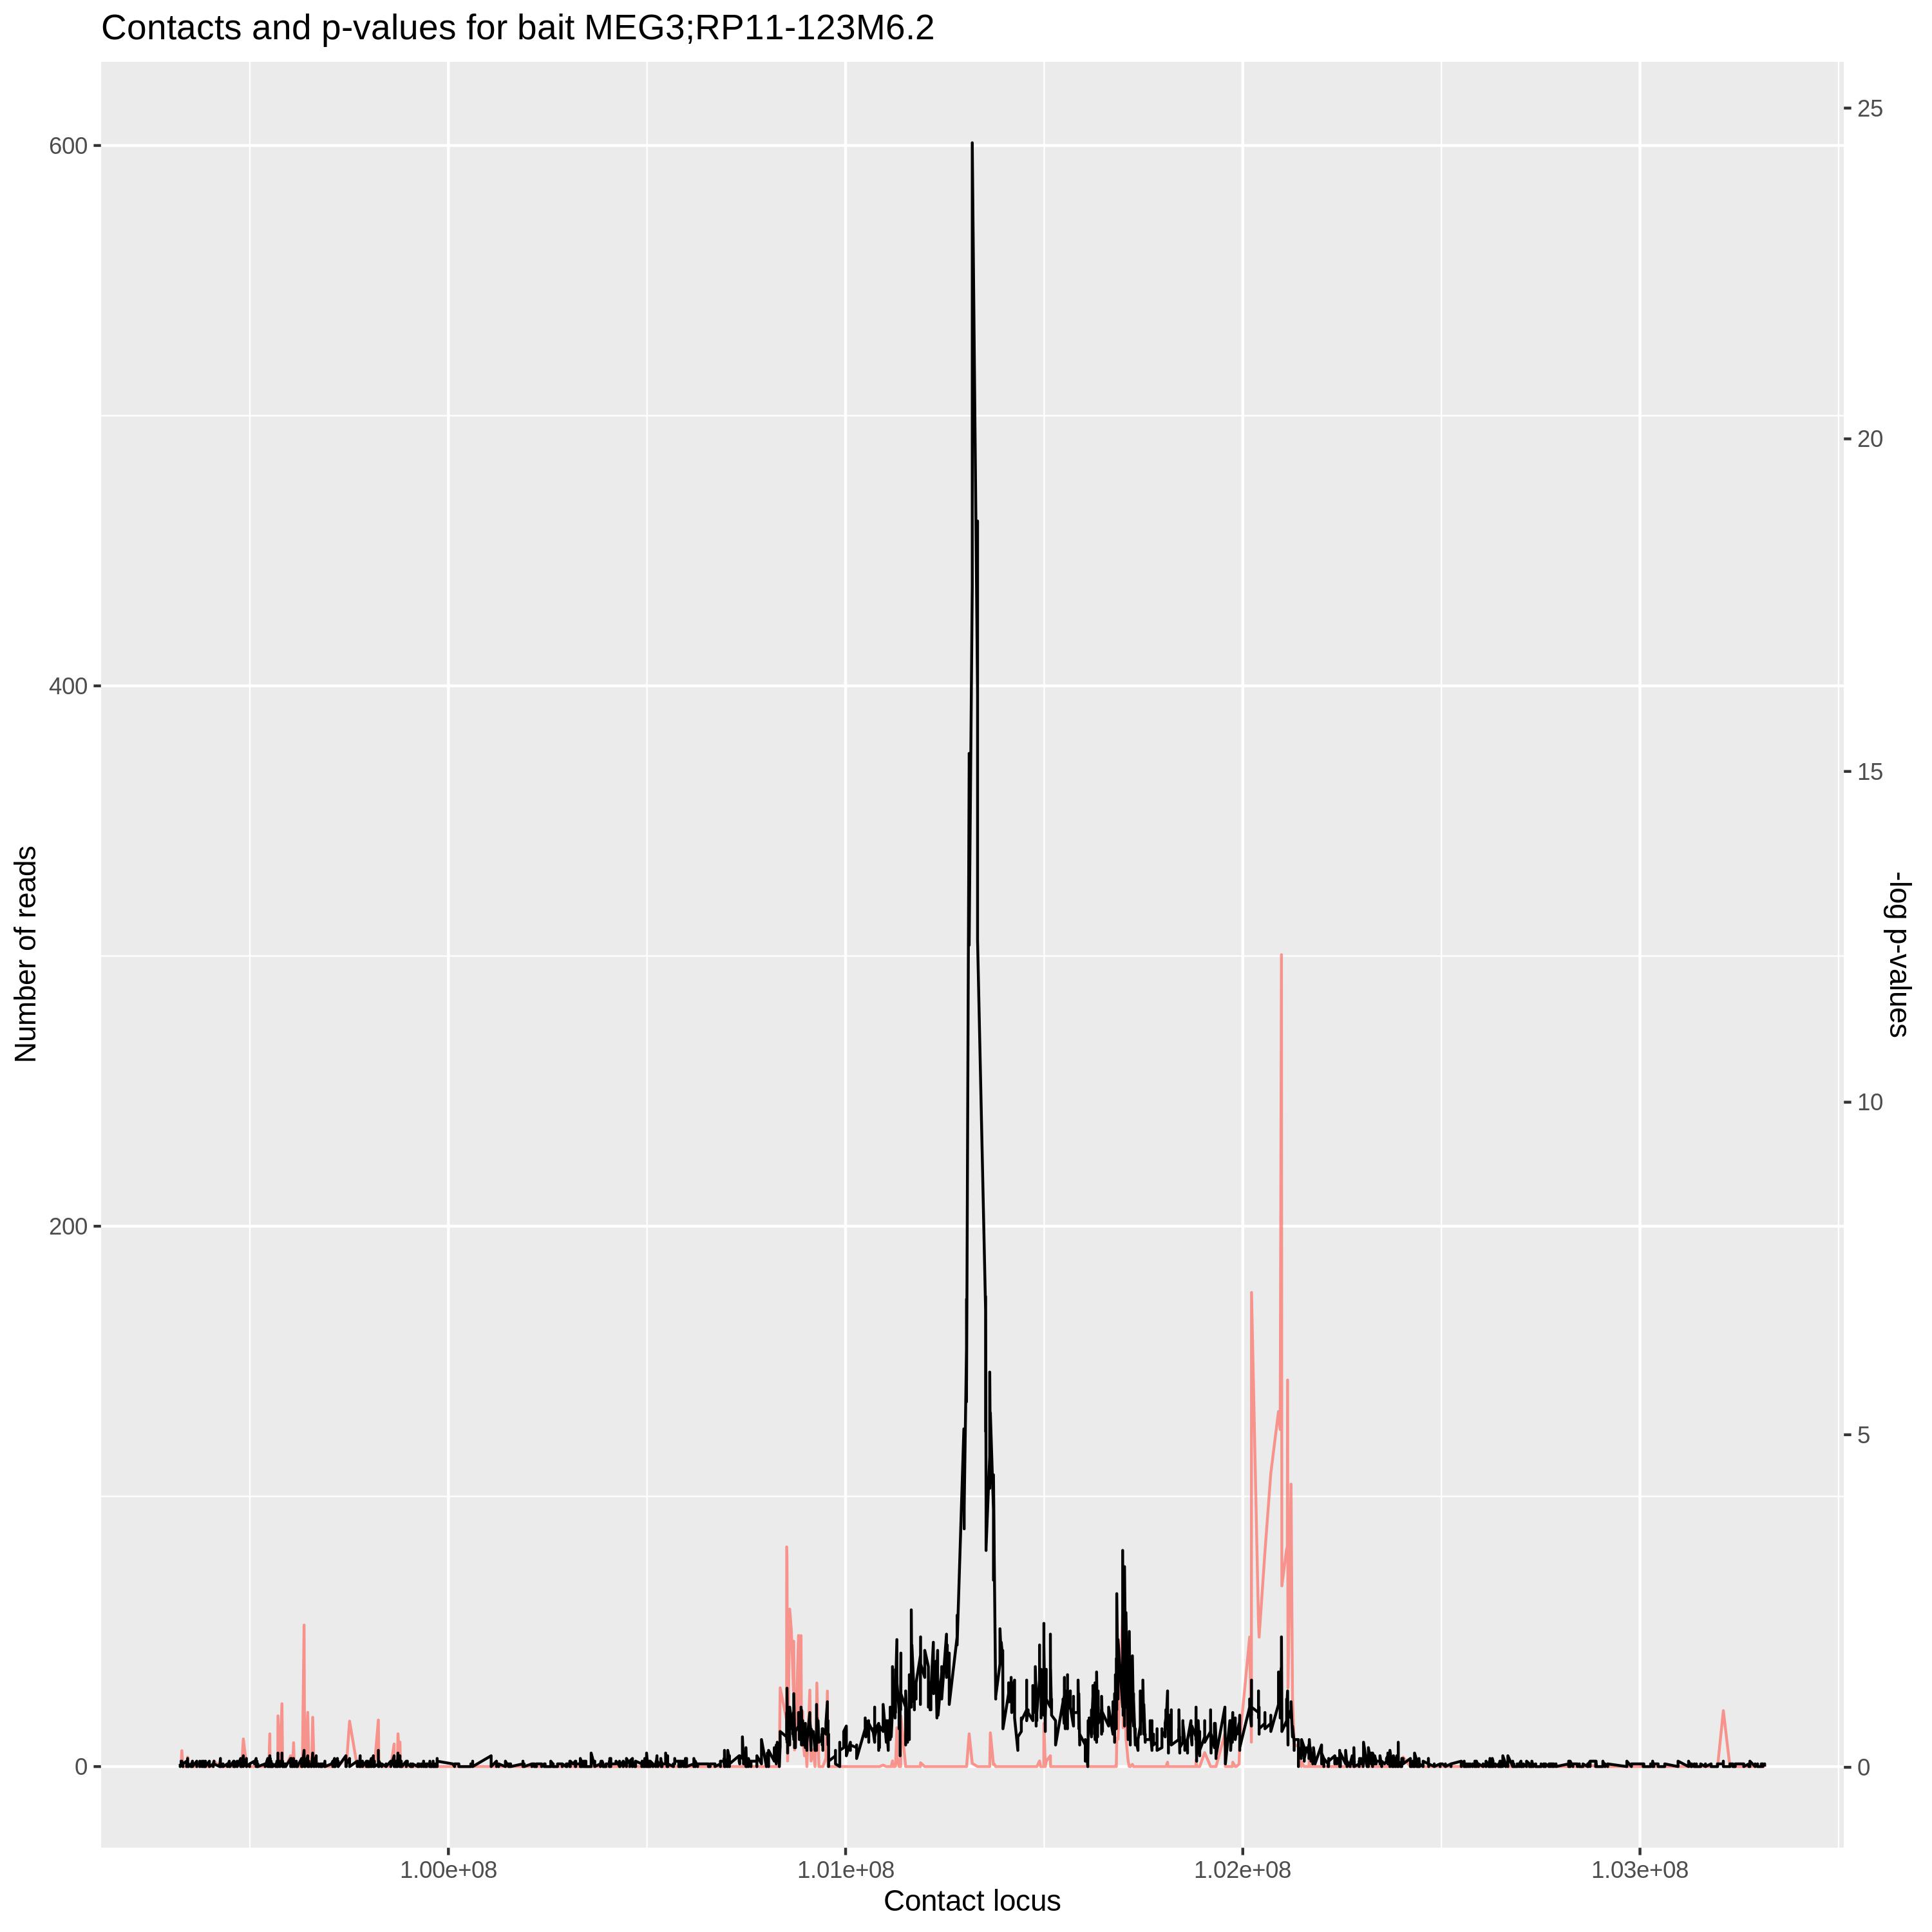 Contacts and p-values for bait MEG3;RP11-123M6.2
600
400
200
0
Number of reads
25
20
15
10
5
0
-log p-values
1.00e+08
1.01e+08
1.02e+08
1.03e+08
Contact locus